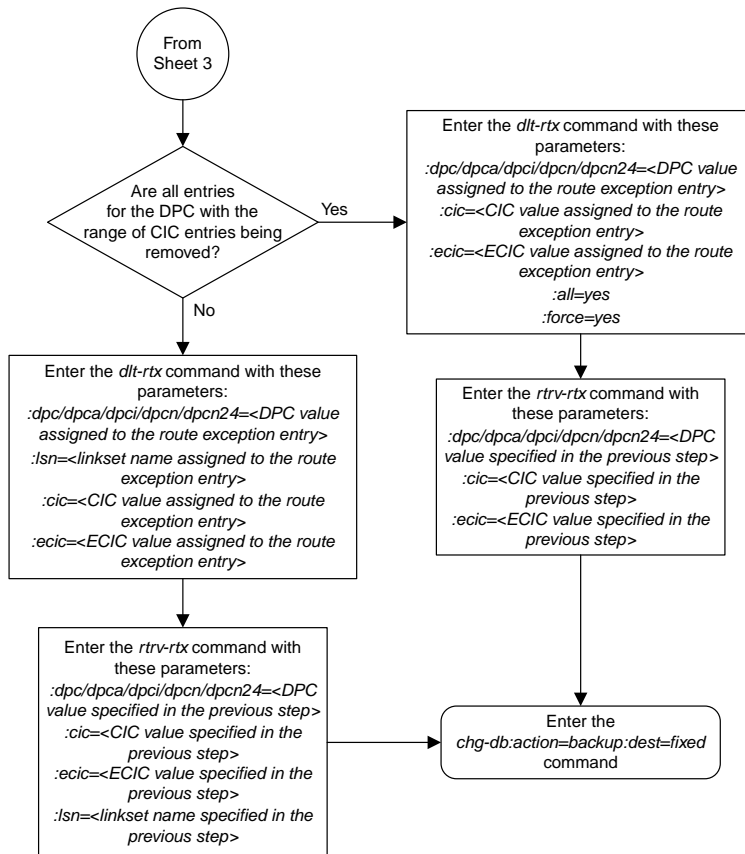 From
Sheet 3
Are all entries
for the DPC with the
range of CIC entries being
removed?
Yes
No
Enter the dlt-rtx command with these
parameters:
:dpc/dpca/dpci/dpcn/dpcn24=<DPC value
assigned to the route exception entry>
:cic=<CIC value assigned to the route
exception entry>
:ecic=<ECIC value assigned to the route
exception entry>
:all=yes
:force=yes
Enter the dlt-rtx command with these
parameters:
:dpc/dpca/dpci/dpcn/dpcn24=<DPC value
assigned to the route exception entry>
:lsn=<linkset name assigned to the route
exception entry>
:cic=<CIC value assigned to the route
exception entry>
:ecic=<ECIC value assigned to the route
exception entry>
Enter the rtrv-rtx command with
these parameters:
:dpc/dpca/dpci/dpcn/dpcn24=<DPC
value specified in the previous step>
:cic=<CIC value specified in the
previous step>
:ecic=<ECIC value specified in the
previous step>
Enter the rtrv-rtx command with
these parameters:
:dpc/dpca/dpci/dpcn/dpcn24=<DPC
value specified in the previous step>
:cic=<CIC value specified in the
previous step>
:ecic=<ECIC value specified in the
previous step>
:lsn=<linkset name specified in the
previous step>
Enter the
chg-db:action=backup:dest=fixed
command